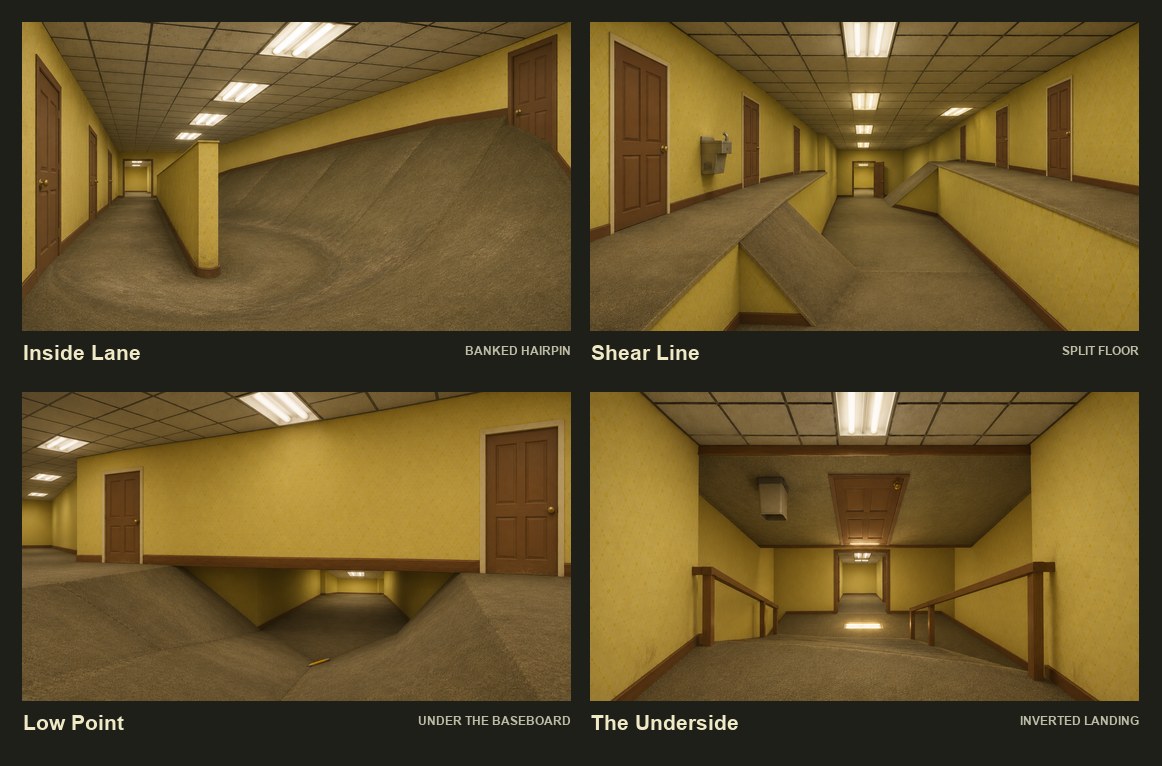 Inside Lane
BANKED HAIRPIN
Shear Line
SPLIT FLOOR
Low Point
UNDER THE BASEBOARD
The Underside
INVERTED LANDING